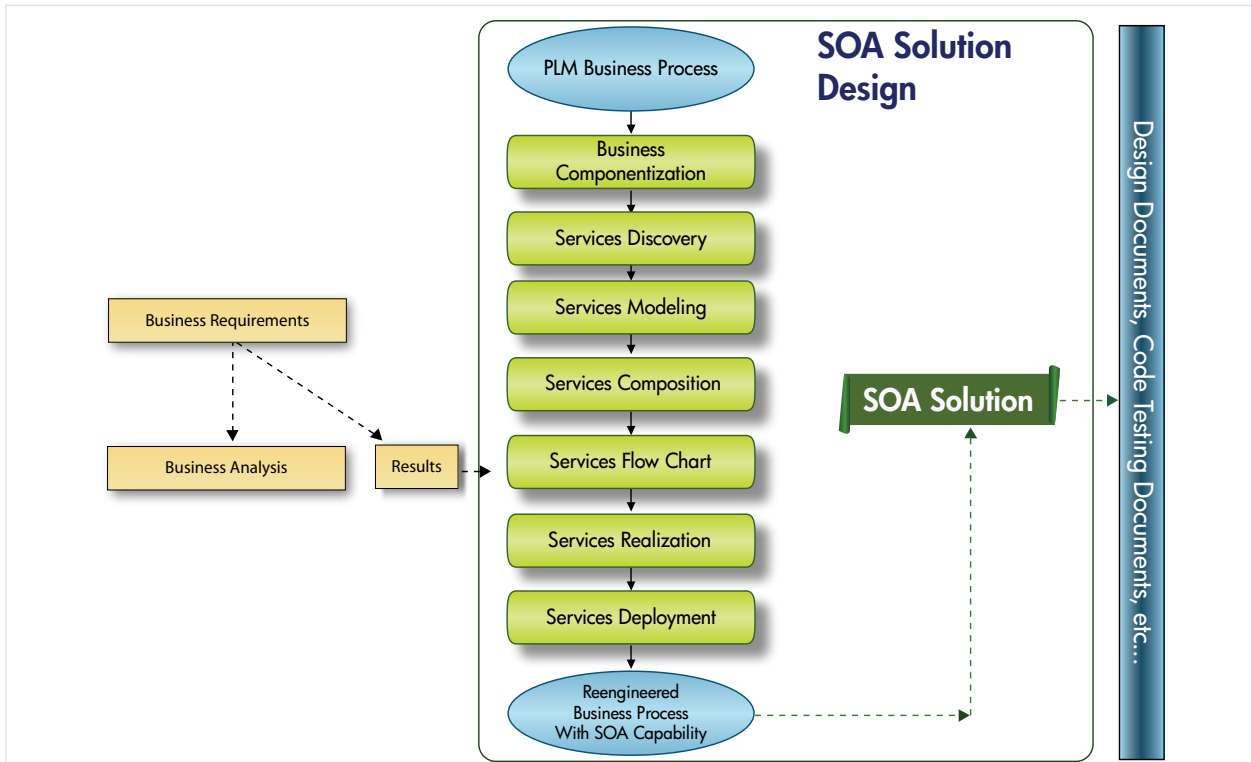 SOA Solution
Design
PLM Business Process
Business
Componentization
Services Discovery
Services Modeling
Services Composition
Services Flow Chart
Services Realization
Services Deployment
Reengineered
Business Process
With SOA Capability
Business Requirements
Business Analysis
Results
SOA Solution
Design Documents, Code Testing Documents, etc...